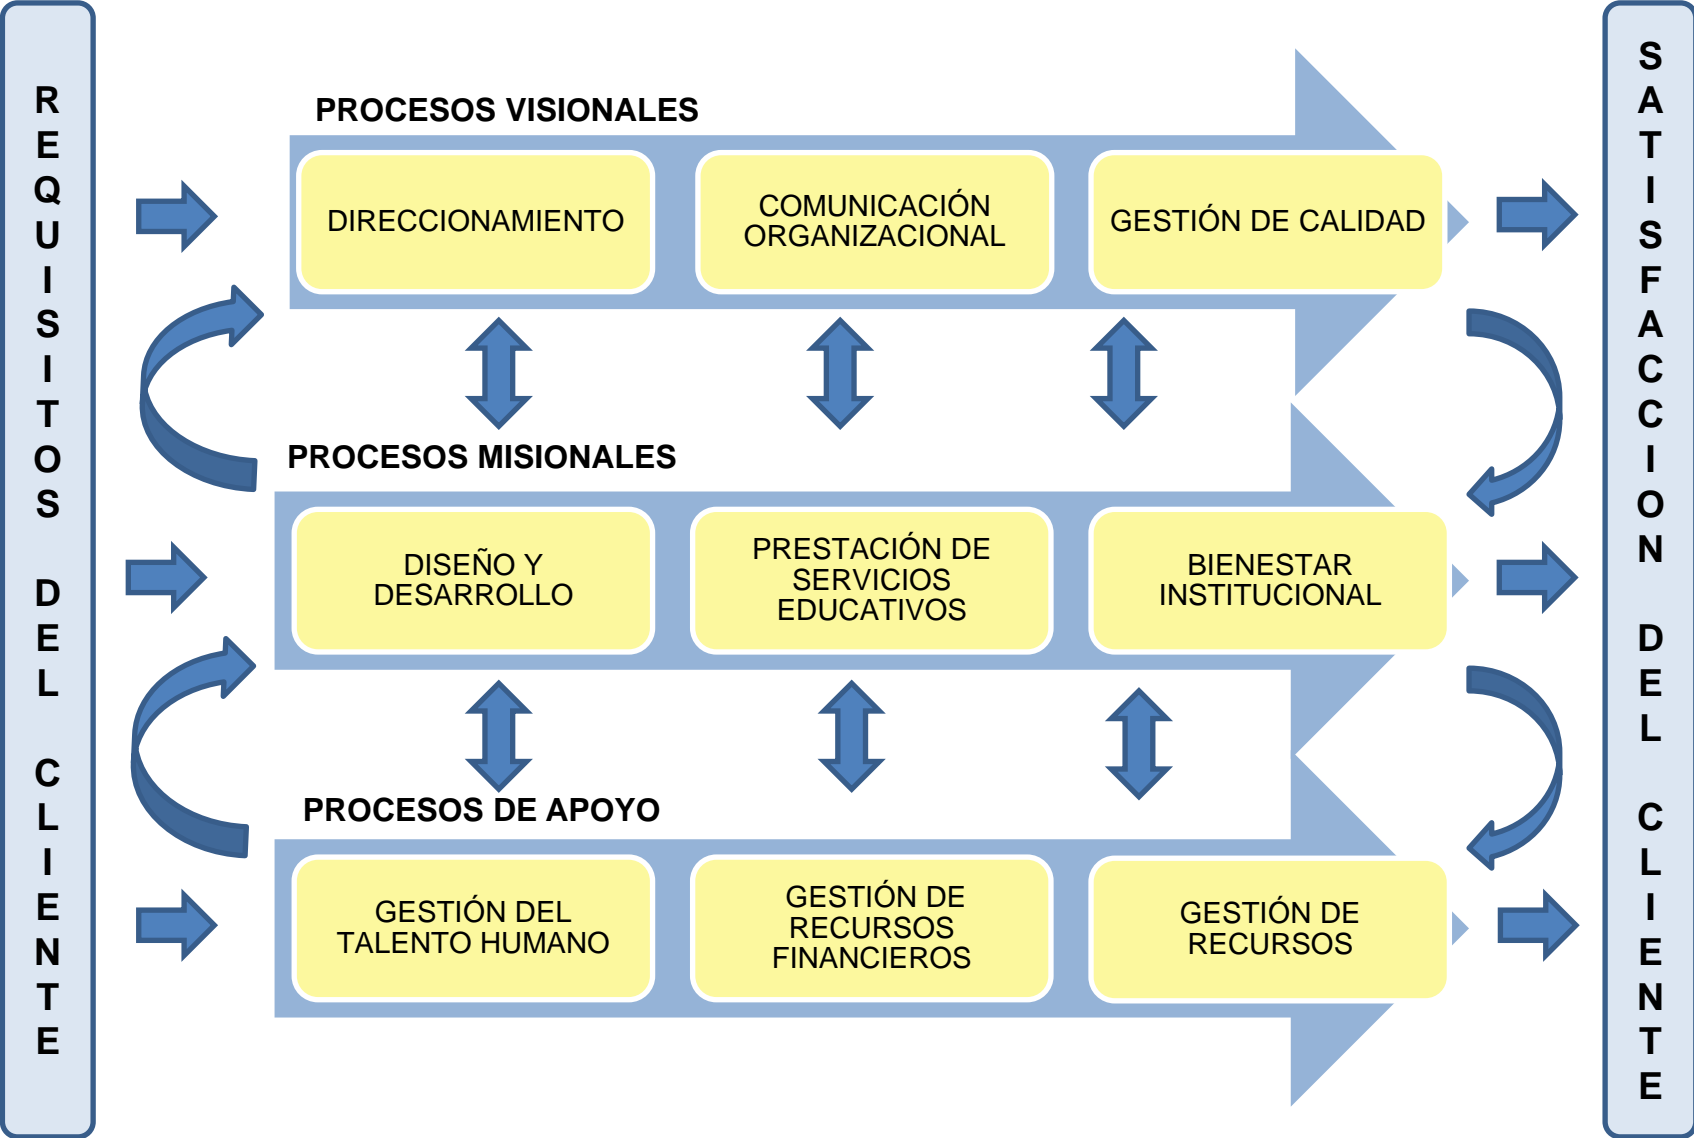 REQUISITOS DEL CLIENTE
PROCESOS VISIONALES
DIRECCIONAMIENTO
COMUNICACIÓN
ORGANIZACIONAL
GESTIÓN DE CALIDAD
PROCESOS MISIONALES
DISEÑO Y
DESARROLLO
PRESTACIÓN DE
SERVICIOS
EDUCATIVOS
BIENESTAR
INSTITUCIONAL
PROCESOS DE APOYO
GESTIÓN DEL
TALENTO HUMANO
GESTIÓN DE
RECURSOS
FINANCIEROS
GESTIÓN DE
RECURSOS
SATISFACCION DEL CLIENTE